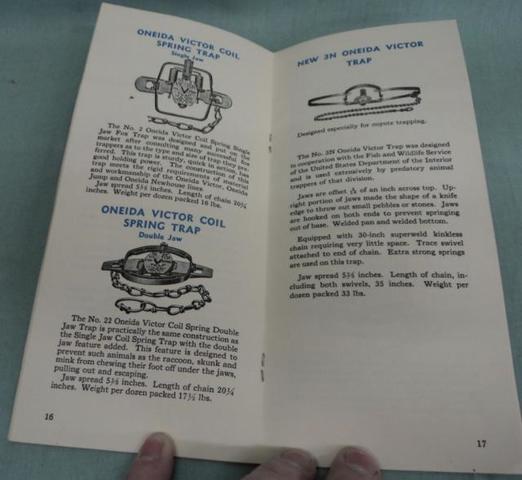 ONEIDA VICTOR COIL
SPRING TRAP
Single Jaw
The No. 2 Oneida Victor Coil Spring Single
Jaw Fox Trap was designed and put on the
market after consulting many successful fox
trappers as to the type and size of trap they pre-
ferred. This trap is sturdy, quick in action, has
good holding power. The construction of this
trap meets the rigid requirements of material
and workmanship of the Oneida Victor, Oneida
Jump and Oneida Newhouse lines.
Jaw spread 5⅜ inches. Length of chain 20¾
inches. Weight per dozen packed 16 lbs.
ONEIDA VICTOR COIL
SPRING TRAP
Double Jaw
The No. 22 Oneida Victor Coil Spring Double
Jaw Trap is practically the same construction as
the Single Jaw Coil Spring Trap with the double
jaw feature added. This feature is designed to
prevent such animals as the raccoon, skunk and
mink from chewing their foot off under the jaws,
pulling out and escaping.
Jaw spread 5⅜ inches. Length of chain 20¾
inches. Weight per dozen packed 17½ lbs.
16
NEW 3N ONEIDA VICTOR
TRAP
Designed especially for coyote trapping.
The No. 3N Oneida Victor Trap was designed
in cooperation with the Fish and Wildlife Service
of the United States Department of the Interior
and is used extensively by predatory animal
trappers of that division.
Jaws are offset of an inch across top. Up-
right portion of jaws made the shape of a knife
edge to throw out small pebbles or stones. Jaws
are hooked on both ends to prevent springing
out of base. Welded pan and welded bottom.
Equipped with 30-inch superweld kinkless
chain requiring very little space. Trace swivel
attached to end of chain. Extra strong springs
are used on this trap.
Jaw spread 5⅜ inches. Length of chain, in-
cluding both swivels, 35 inches. Weight per
dozen packed 33 lbs.
17